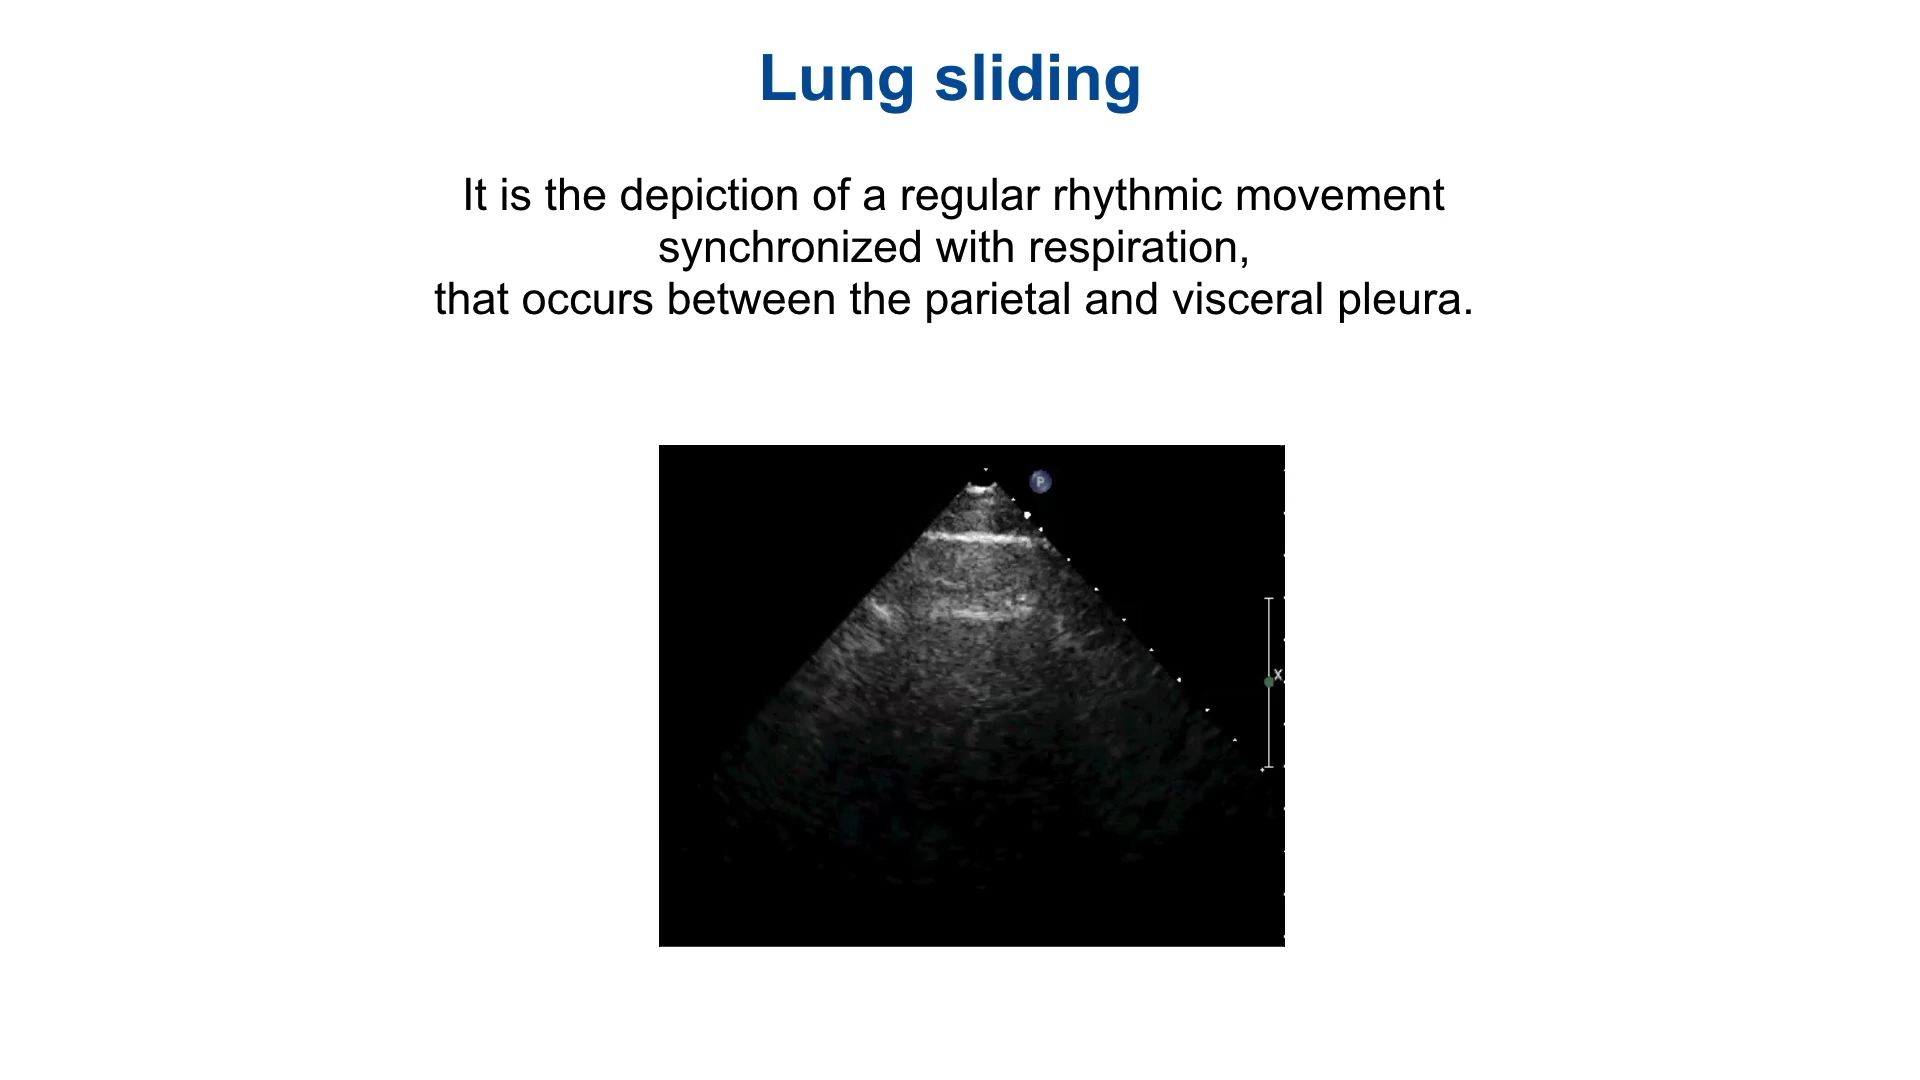 Lung sliding
It is the depiction of a regular rhythmic movement
synchronized with respiration,
that occurs between the parietal and visceral pleura.
P
X